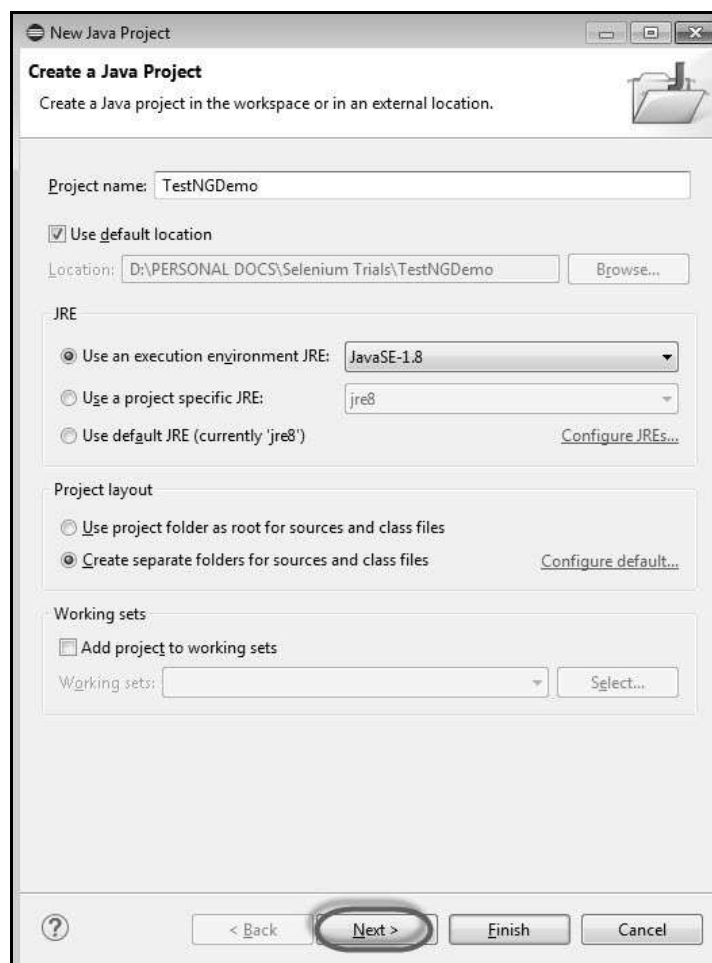 New Java Project
Create a Java Project
Create a Java project in the workspace or in an external location.
Project name: TestNGDemo
Use default location
Location: D:\PERSONAL DOCS\Selenium Trials\TestNGDemo Browse...
JRE
Use an execution environment JRE: JavaSE-1.8
Use a project specific JRE: jre8
Use default JRE (currently 'jre8') Configure JREs...
Project layout
Use project folder as root for sources and class files
Create separate folders for sources and class files Configure default...
Working sets
Add project to working sets
Working sets: Select...
? < Back Next > Finish Cancel